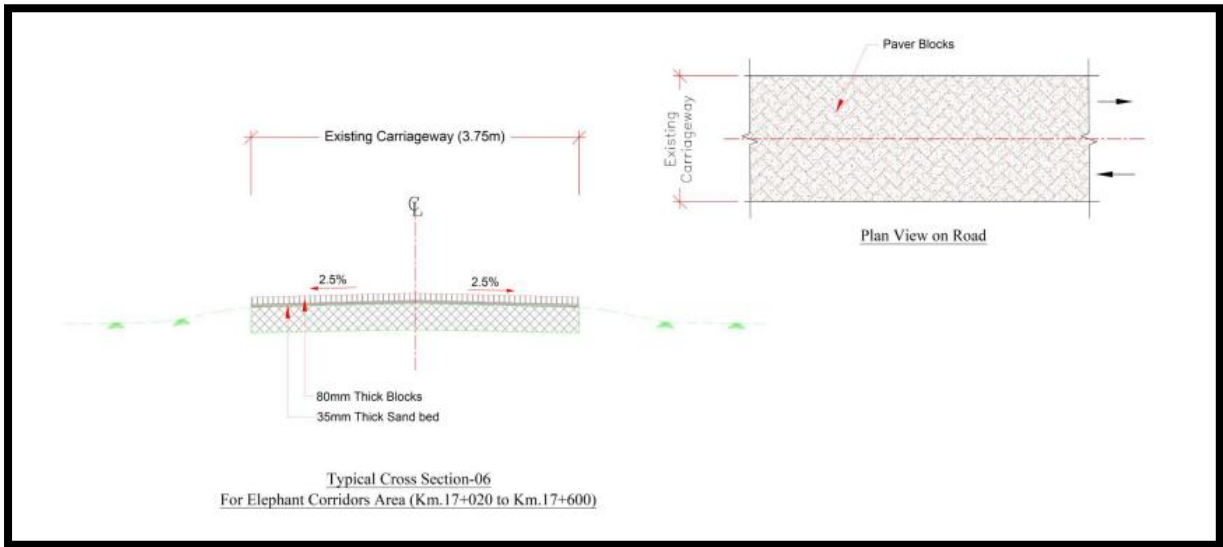 Paver Blocks
Existing
Carriageway
Plan View on Road
Existing Carriageway (3.75m)
CL
2.5% 2.5%
80mm Thick Blocks
35mm Thick Sand bed
Typical Cross Section-06
For Elephant Corridors Area (Km.17+020 to Km.17+600)